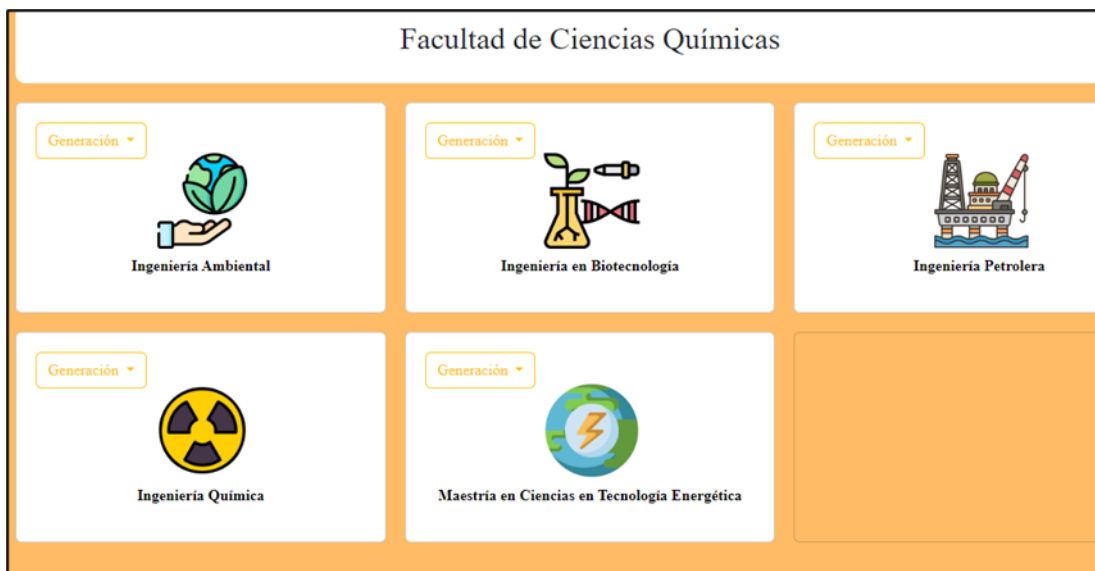 Facultad de Ciencias Químicas
Generación
Ingeniería Ambiental
Generación
Ingeniería en Biotecnología
Generación
Ingeniería Petrolera
Generación
Ingeniería Química
Generación
Maestría en Ciencias en Tecnología Energética